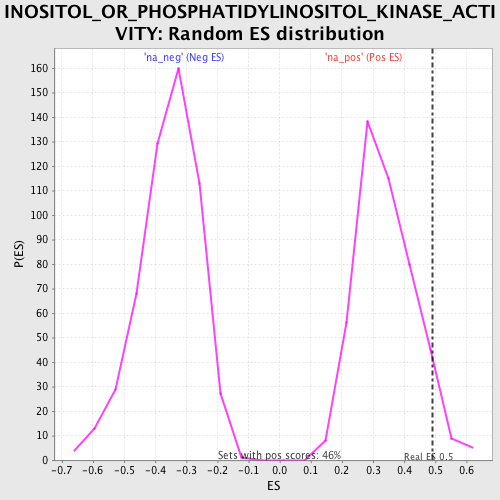 INOSITOL_OR_PHOSPHATIDYLINOSITOL_KINASE_ACTI
VITY: Random ES distribution
'na_neg' (Neg ES)
'na_pos' (Pos ES)
160
150
140
130
120
110
100
90
80
70
60
50
40
30
20
10
0
P(ES)
Sets with pos scores: 46%
Real ES 0.5
-0.7 -0.6 -0.5 -0.4 -0.3 -0.2 -0.1 0.0 0.1 0.2 0.3 0.4 0.5 0.6
ES